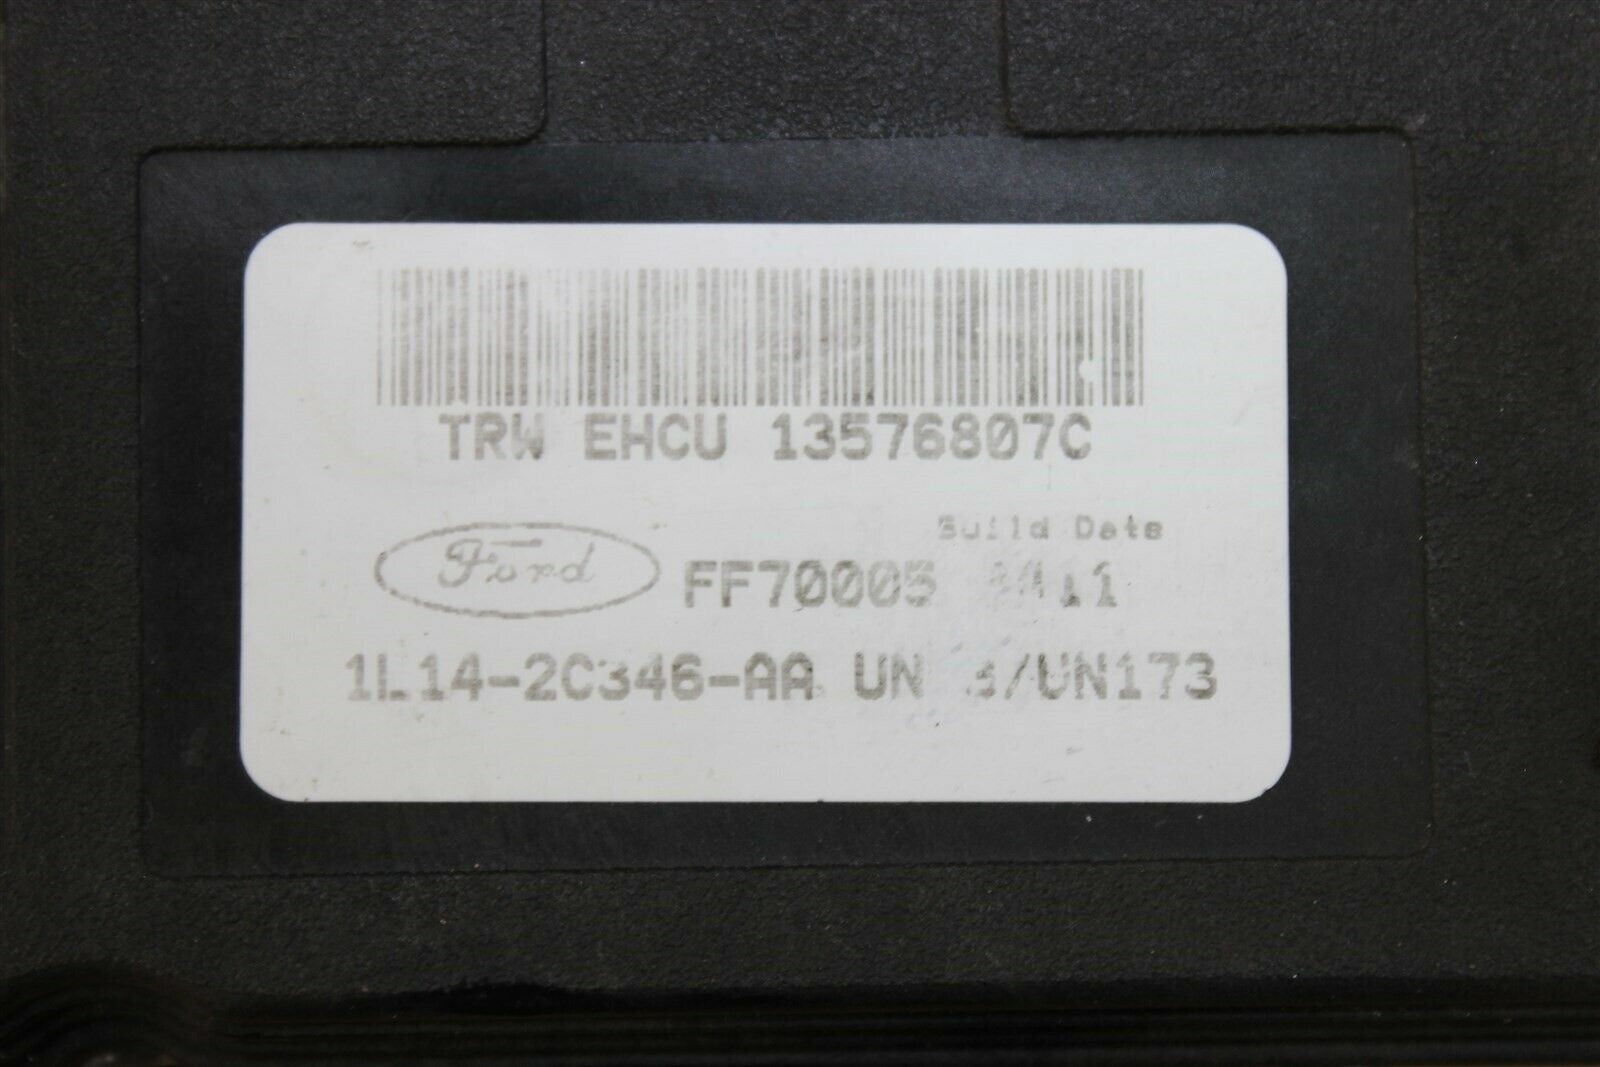 TRW EHCU 13576807C
Build Date
Ford FF70005
1L14-2C346-AA UN /UN173